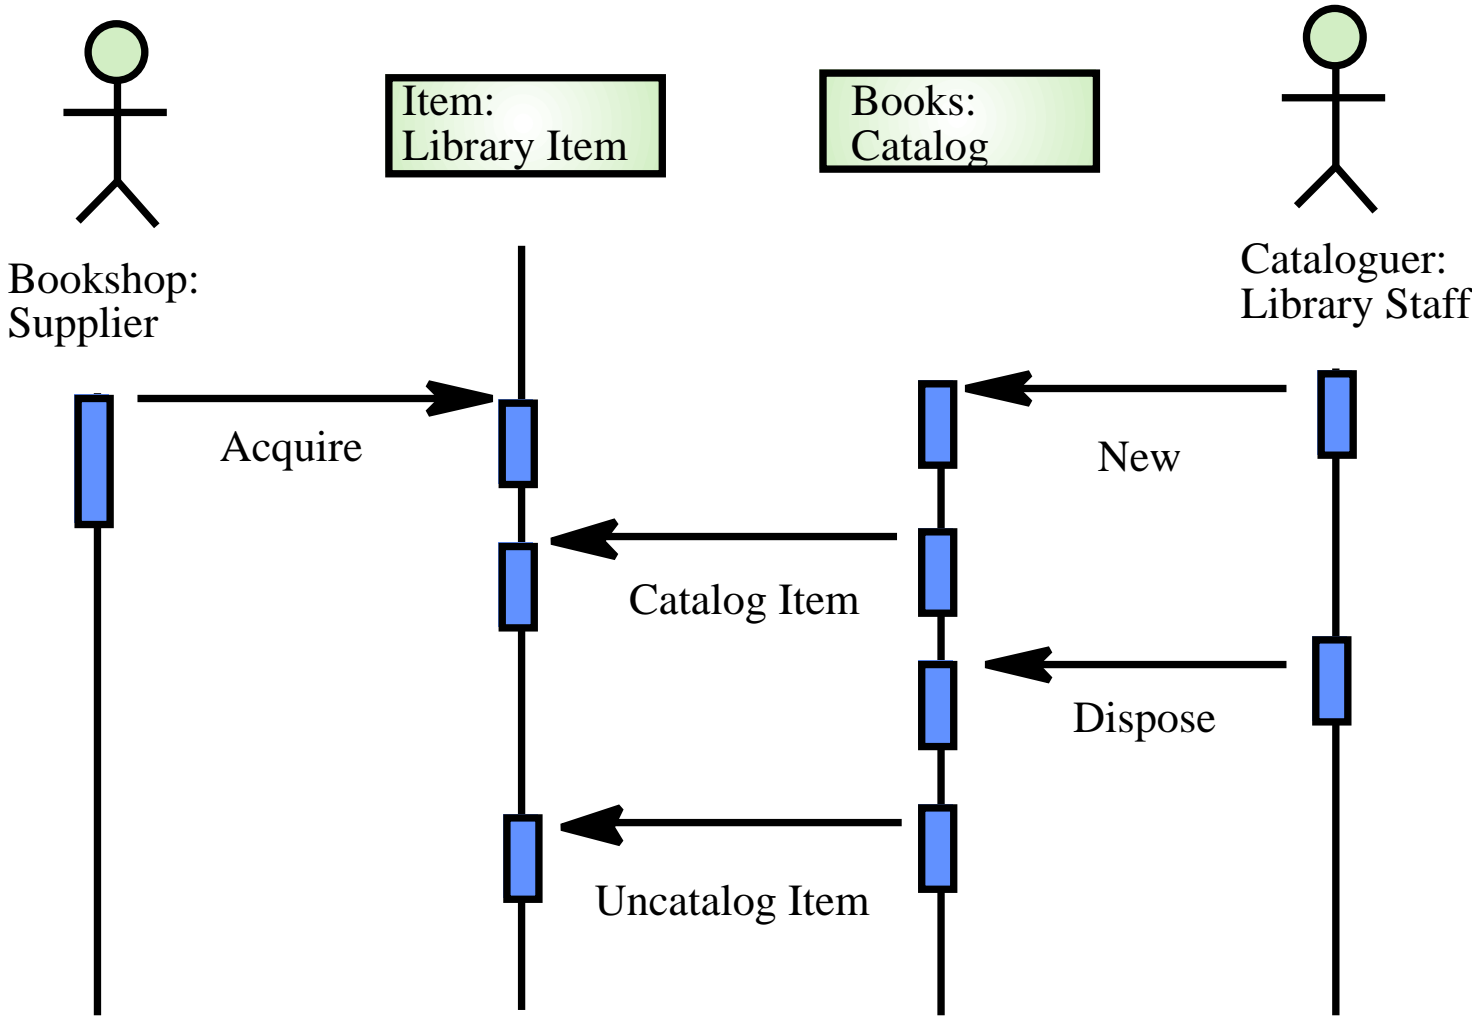 Item:
Library Item
Books:
Catalog
Bookshop:
Supplier
Cataloguer:
Library Staff
Acquire
New
Catalog Item
Dispose
Uncatalog Item